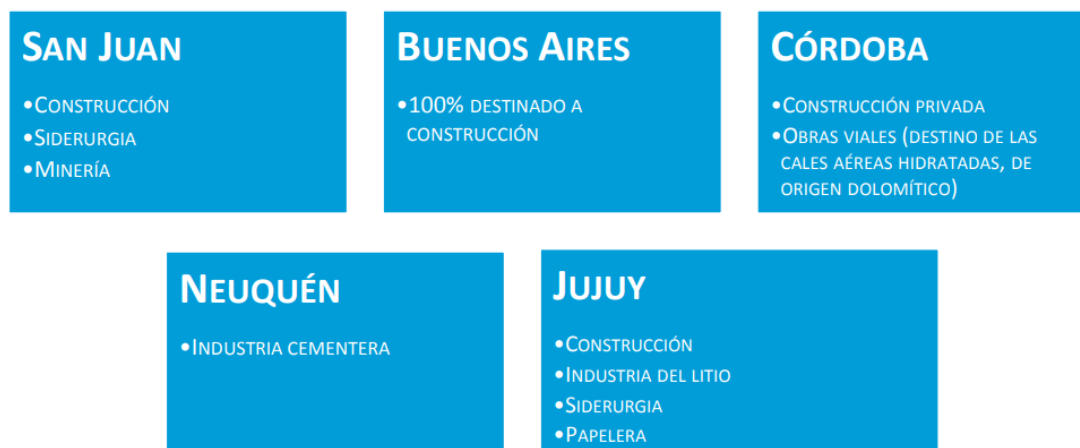 SAN JUAN
•CONSTRUCCIÓN
•SIDERURGIA
•MINERÍA
BUENOS AIRES
•100% DESTINADO A
CONSTRUCCIÓN
CÓRDOBA
•CONSTRUCCIÓN PRIVADA
•OBRAS VIALES (DESTINO DE LAS
CALES AÉREAS HIDRATADAS, DE
ORIGEN DOLOMÍTICO)
NEUQUÉN
•INDUSTRIA CEMENTERA
JUJUY
•CONSTRUCCIÓN
•INDUSTRIA DEL LITIO
•SIDERURGIA
•PAPELERA